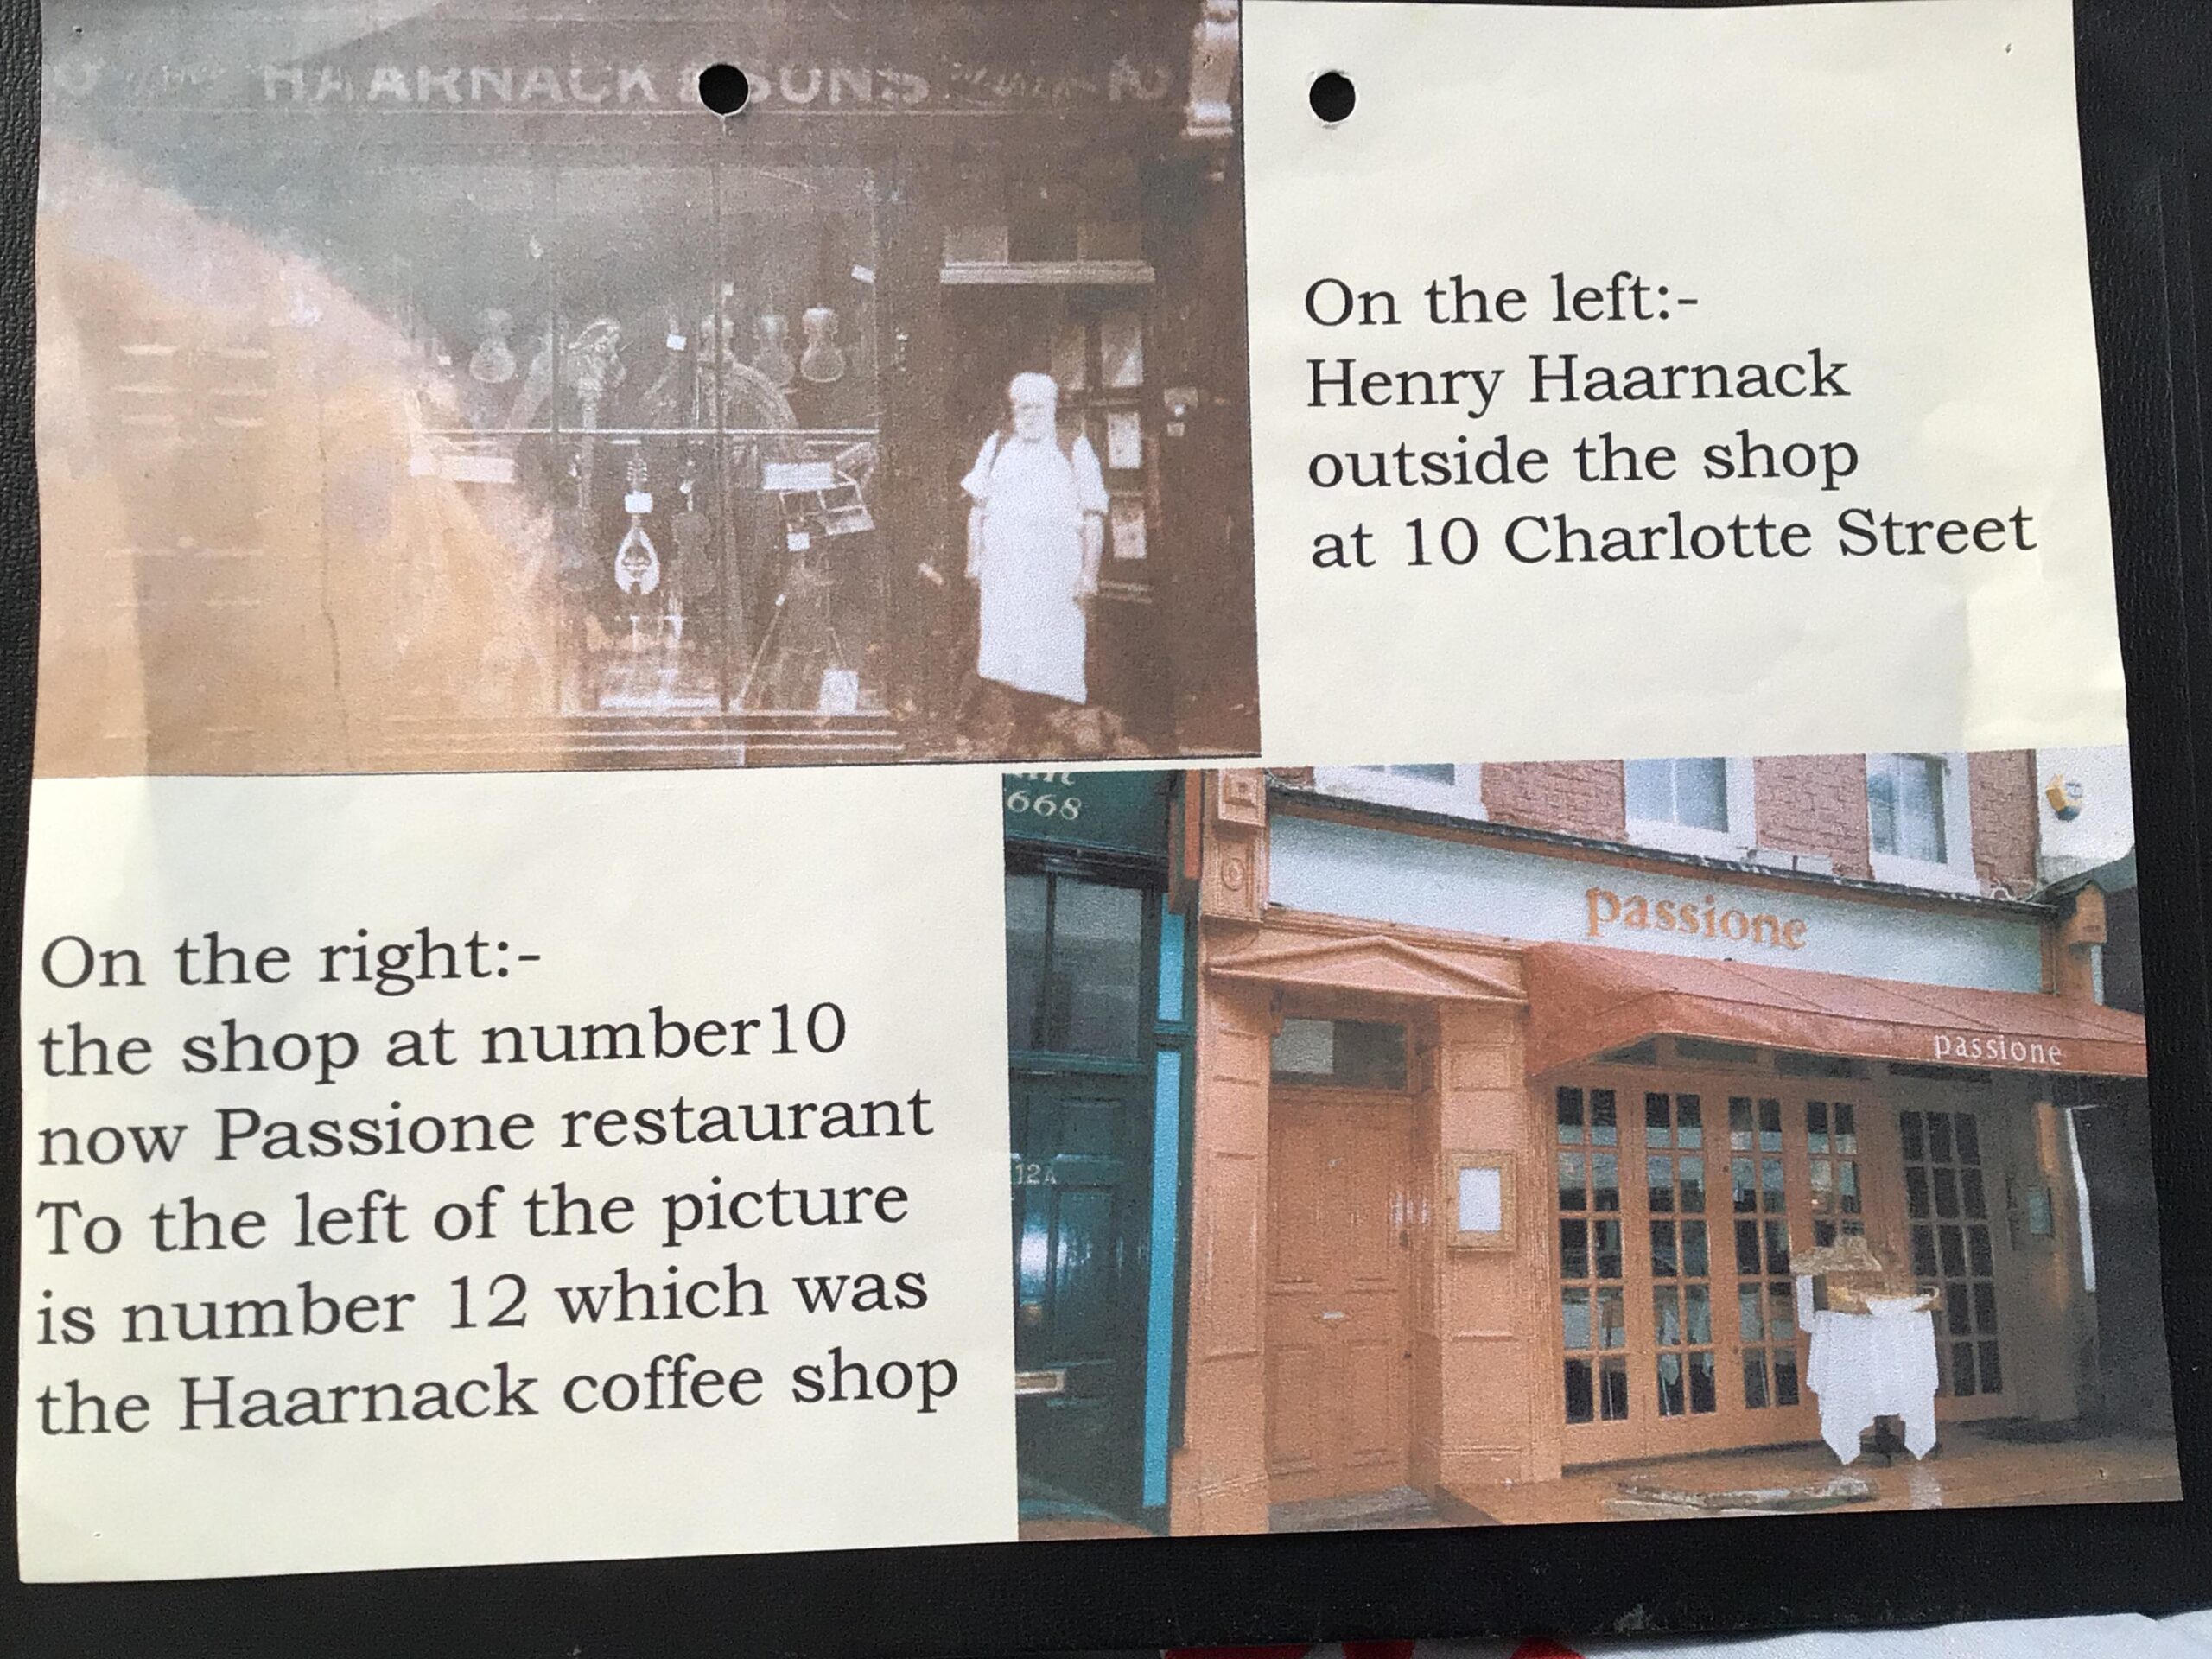 HAARNACK & SONS
10
On the left:-
Henry Haarnack
outside the shop
at 10 Charlotte Street
On the right:-
the shop at number10
now Passione restaurant
To the left of the picture
is number 12 which was
the Haarnack coffee shop
668
passione
passione
12A